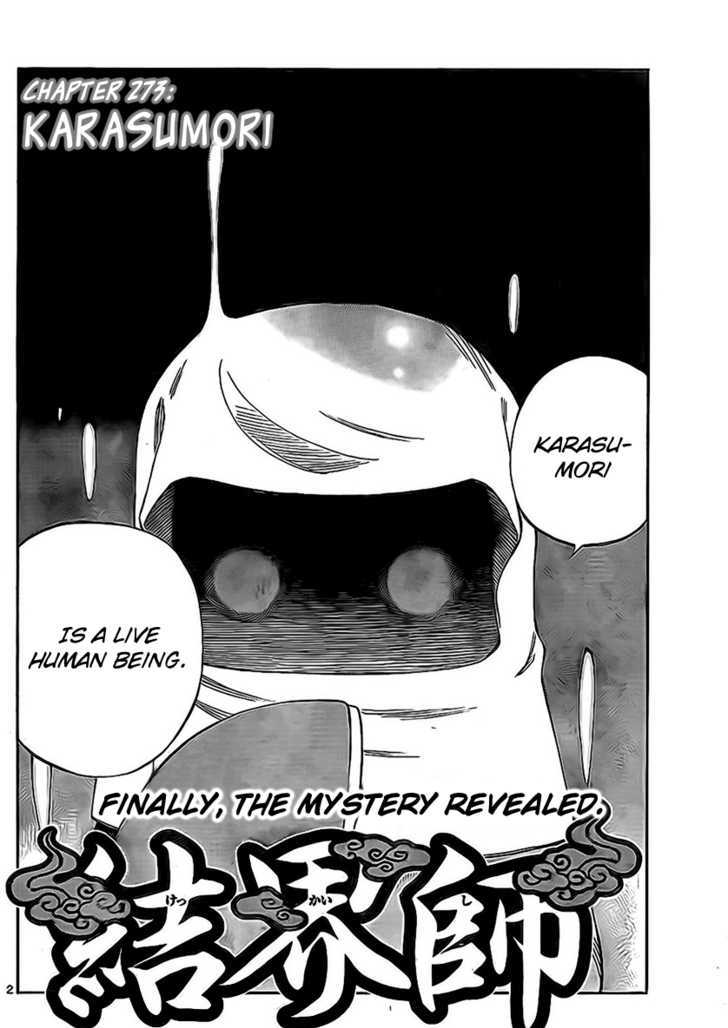 CHAPTER 273:
KARASUMORI
KARASU-
MORI
IS A LIVE
HUMAN BEING.
FINALLY, THE MYSTERY REVEALED.
結界師
けっ かい し
2